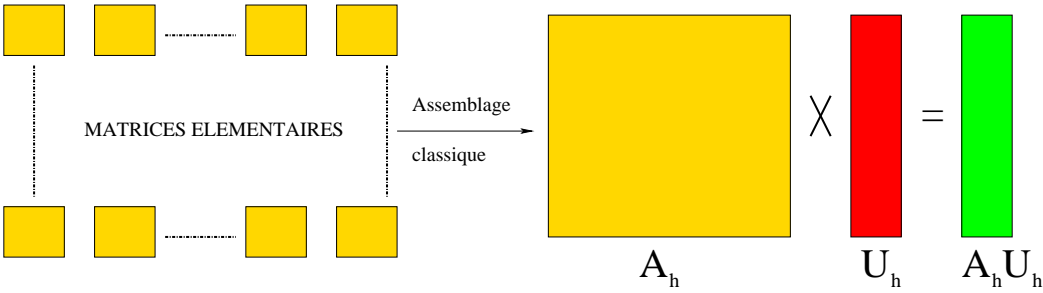 MATRICES ELEMENTAIRES
Assemblage
classique
X
=
A_h
U_h
A_hU_h